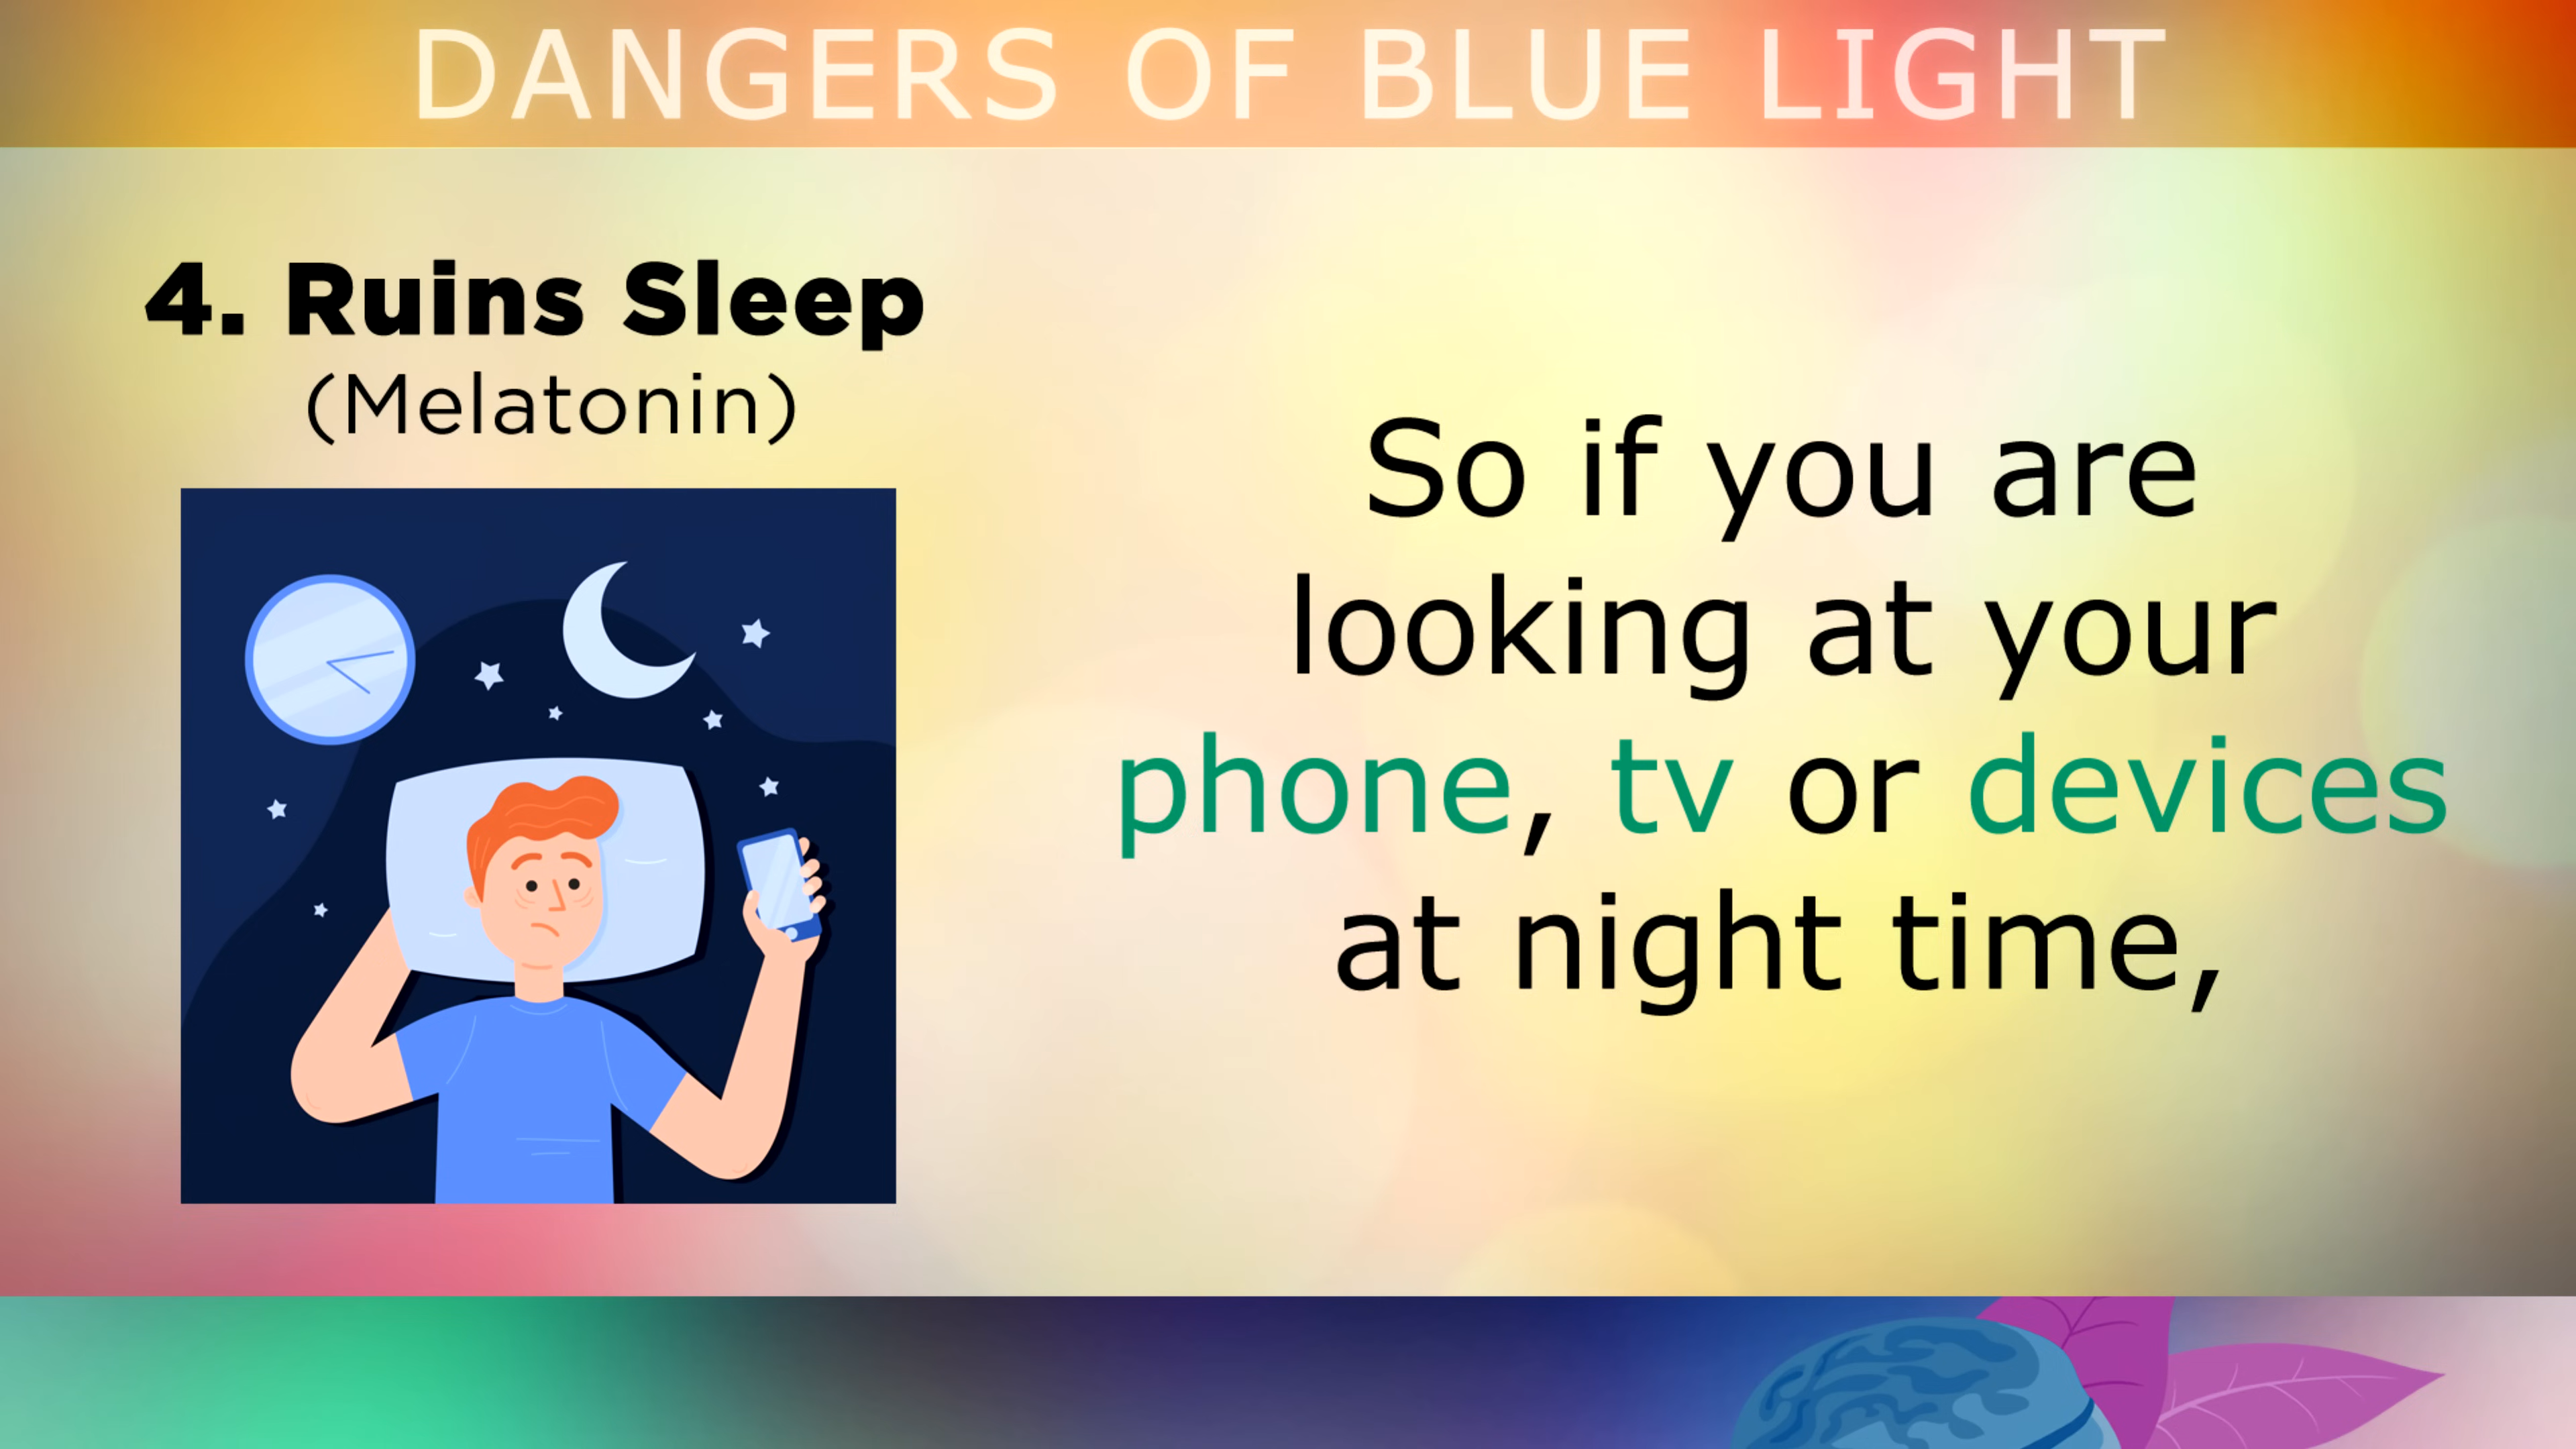 DANGERS OF BLUE LIGHT
4. Ruins Sleep
(Melatonin)
So if you are
looking at your
phone, tv or devices
at night time,